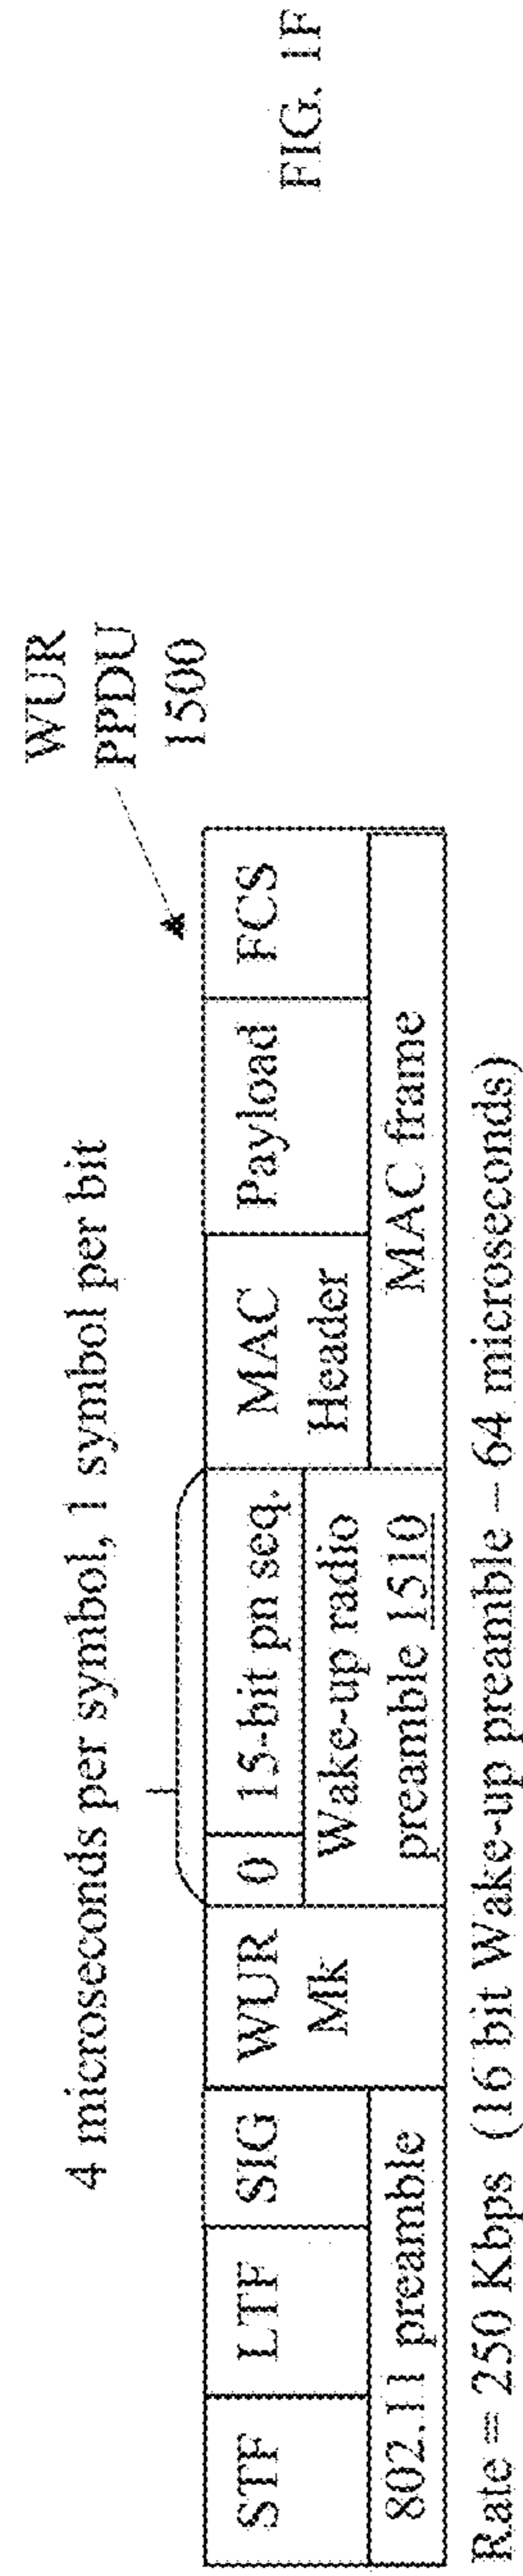 WUR
PPDU
1500
4 microseconds per symbol, 1 symbol per bit
STF LTF SIG WUR Mk 0 15-bit pn seq. MAC Header Payload FCS
802.11 preamble Wake-up radio preamble 1510 MAC frame
Rate = 250 Kbps (16 bit Wake-up preamble – 64 microseconds)
FIG. 1F